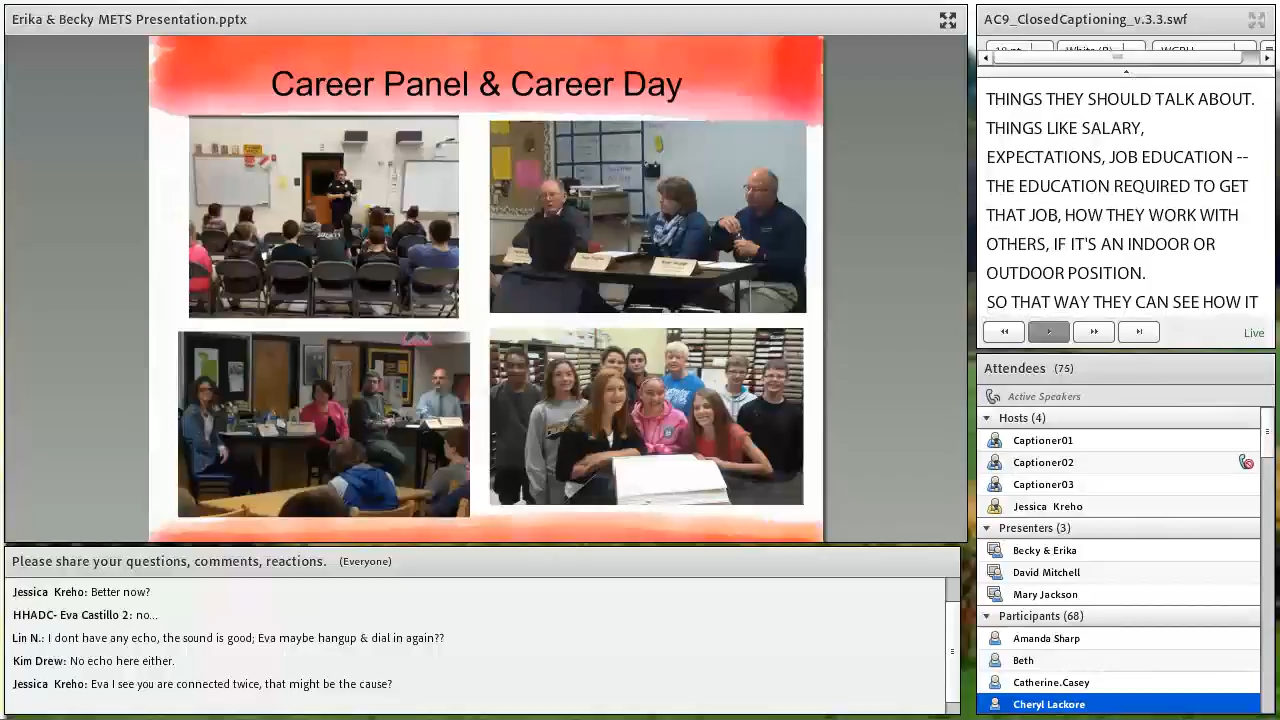 Erika & Becky METS Presentation.pptx
Career Panel & Career Day
Please share your questions, comments, reactions. (Everyone)
Jessica Kreho: Better now?
HHADC- Eva Castillo 2: no...
Lin N.: I dont have any echo, the sound is good; Eva maybe hangup & dial in again??
Kim Drew: No echo here either.
Jessica Kreho: Eva I see you are connected twice, that might be the cause?
AC9_ClosedCaptioning_v.3.3.swf
THINGS THEY SHOULD TALK ABOUT.
THINGS LIKE SALARY,
EXPECTATIONS, JOB EDUCATION --
THE EDUCATION REQUIRED TO GET
THAT JOB, HOW THEY WORK WITH
OTHERS, IF IT'S AN INDOOR OR
OUTDOOR POSITION.
SO THAT WAY THEY CAN SEE HOW IT
Live
Attendees (75)
Active Speakers
Hosts (4)
Captioner01
Captioner02
Captioner03
Jessica Kreho
Presenters (3)
Becky & Erika
David Mitchell
Mary Jackson
Participants (68)
Amanda Sharp
Beth
Catherine.Casey
Cheryl Lackore